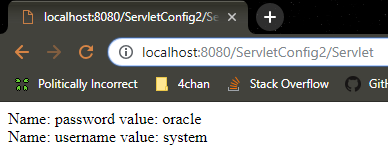 localhost:8080/ServletConfig2/Se
localhost:8080/ServletConfig2/Servlet
Politically Incorrect 4chan Stack Overflow GitH
Name: password value: oracle
Name: username value: system